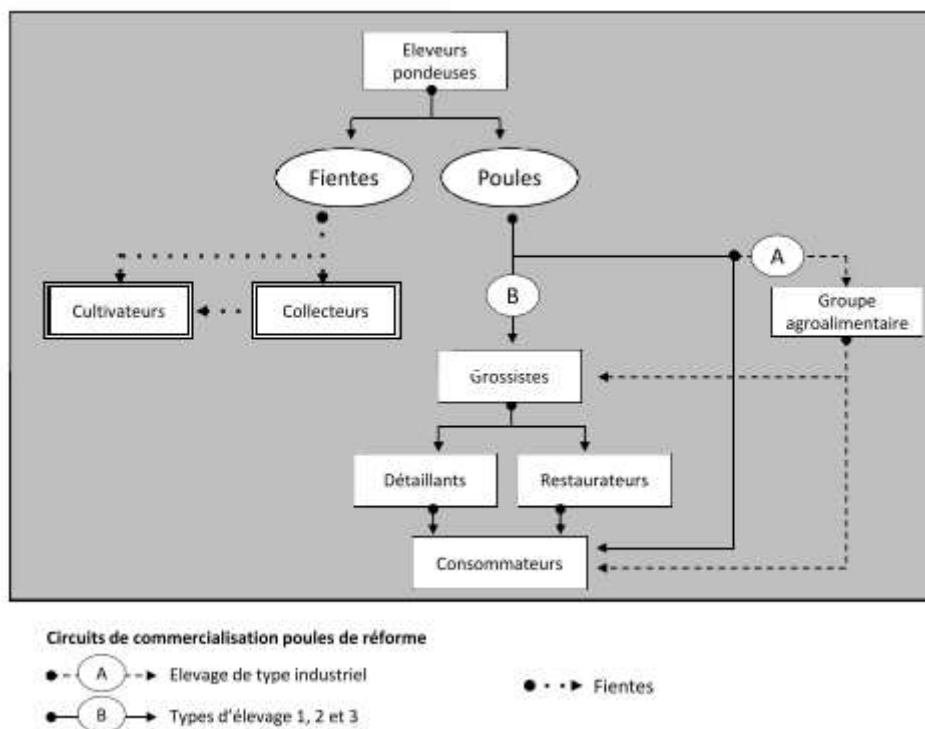 Eleveurs
pondeuses
Fientes
Poules
A
B
Cultivateurs
Collecteurs
Groupe
agroalimentaire
Grossistes
Détaillants
Restaurateurs
Consommateurs
Circuits de commercialisation poules de réforme
A Elevage de type industriel
Fientes
B Types d'élevage 1, 2 et 3